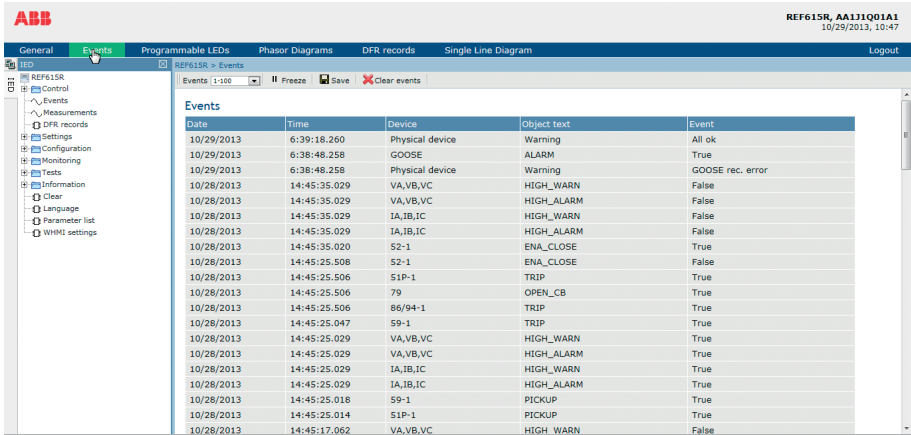 ABB
REF615R, AA1J1Q01A1
10/29/2013, 10:47
General Events Programmable LEDs Phasor Diagrams DFR records Single Line Diagram Logout
IED
IED
REF615R
Control
Events
Measurements
DFR records
Settings
Configuration
Monitoring
Tests
Information
Clear
Language
Parameter list
WHMI settings
REF615R > Events
Events 1-100 Freeze Save Clear events
Events
Date Time Device Object text Event
10/29/2013 6:39:18.260 Physical device Warning All ok
10/29/2013 6:38:48.258 GOOSE ALARM True
10/29/2013 6:38:48.258 Physical device Warning GOOSE rec. error
10/28/2013 14:45:35.029 VA,VB,VC HIGH_WARN False
10/28/2013 14:45:35.029 VA,VB,VC HIGH_ALARM False
10/28/2013 14:45:35.029 IA,IB,IC HIGH_WARN False
10/28/2013 14:45:35.029 IA,IB,IC HIGH_ALARM False
10/28/2013 14:45:35.020 52-1 ENA_CLOSE True
10/28/2013 14:45:25.508 52-1 ENA_CLOSE False
10/28/2013 14:45:25.506 51P-1 TRIP True
10/28/2013 14:45:25.506 79 OPEN_CB True
10/28/2013 14:45:25.506 86/94-1 TRIP True
10/28/2013 14:45:25.047 59-1 TRIP True
10/28/2013 14:45:25.029 VA,VB,VC HIGH_WARN True
10/28/2013 14:45:25.029 VA,VB,VC HIGH_ALARM True
10/28/2013 14:45:25.029 IA,IB,IC HIGH_WARN True
10/28/2013 14:45:25.029 IA,IB,IC HIGH_ALARM True
10/28/2013 14:45:25.018 59-1 PICKUP True
10/28/2013 14:45:25.014 51P-1 PICKUP True
10/28/2013 14:45:17.062 VA,VB,VC HIGH_WARN False